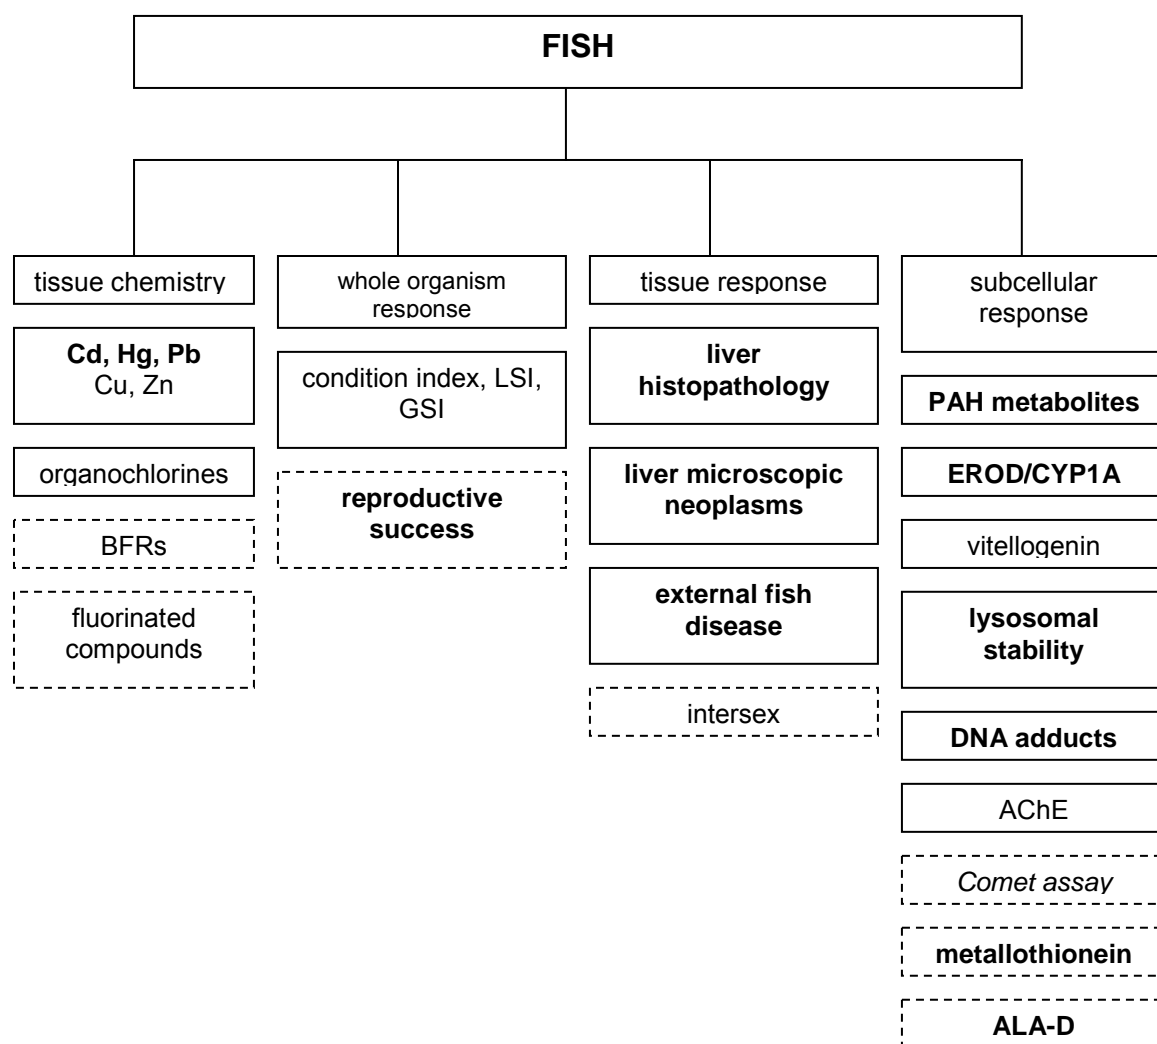 FISH
tissue chemistry
Cd, Hg, Pb
Cu, Zn
organochlorines
BFRs
fluorinated
compounds
whole organism
response
condition index, LSI,
GSI
reproductive
success
tissue response
liver
histopathology
liver microscopic
neoplasms
external fish
disease
intersex
subcellular
response
PAH metabolites
EROD/CYP1A
vitellogenin
lysosomal
stability
DNA adducts
AChE
Comet assay
metallothionein
ALA-D